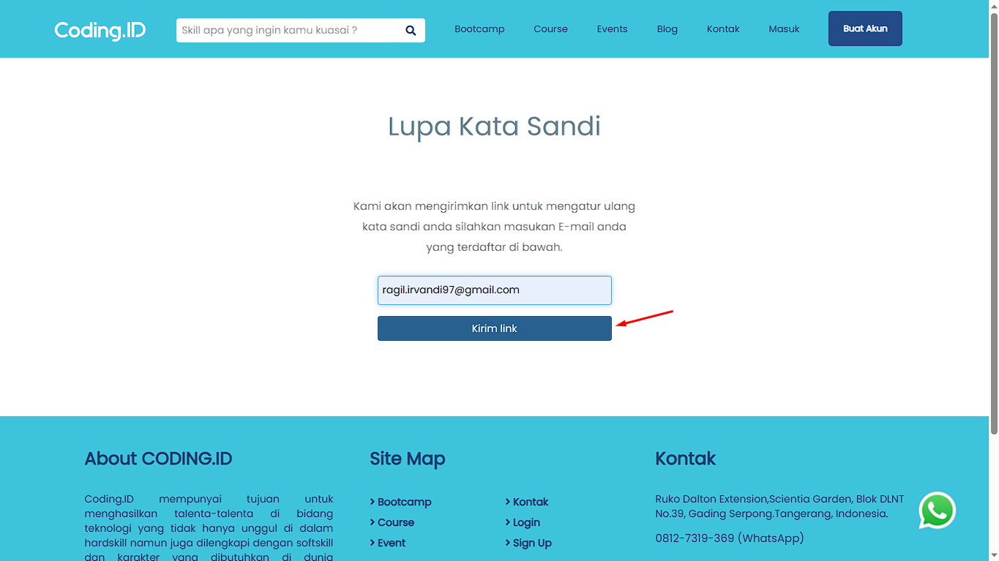 Coding.ID
Skill apa yang ingin kamu kuasai ?
Bootcamp
Course
Events
Blog
Kontak
Masuk
Buat Akun
Lupa Kata Sandi
Kami akan mengirimkan link untuk mengatur ulang
kata sandi anda silahkan masukan E-mail anda
yang terdaftar di bawah.
ragil.irvandi97@gmail.com
Kirim link
About CODING.ID
Coding.ID mempunyai tujuan untuk
menghasilkan talenta-talenta di bidang
teknologi yang tidak hanya unggul di dalam
hardskill namun juga dilengkapi dengan softskill
dan karakter yang dibutuhkan di dunia
Site Map
Bootcamp
Course
Event
Kontak
Login
Sign Up
Kontak
Ruko Dalton Extension,Scientia Garden, Blok DLNT
No.39, Gading Serpong.Tangerang, Indonesia.
0812-7319-369 (WhatsApp)